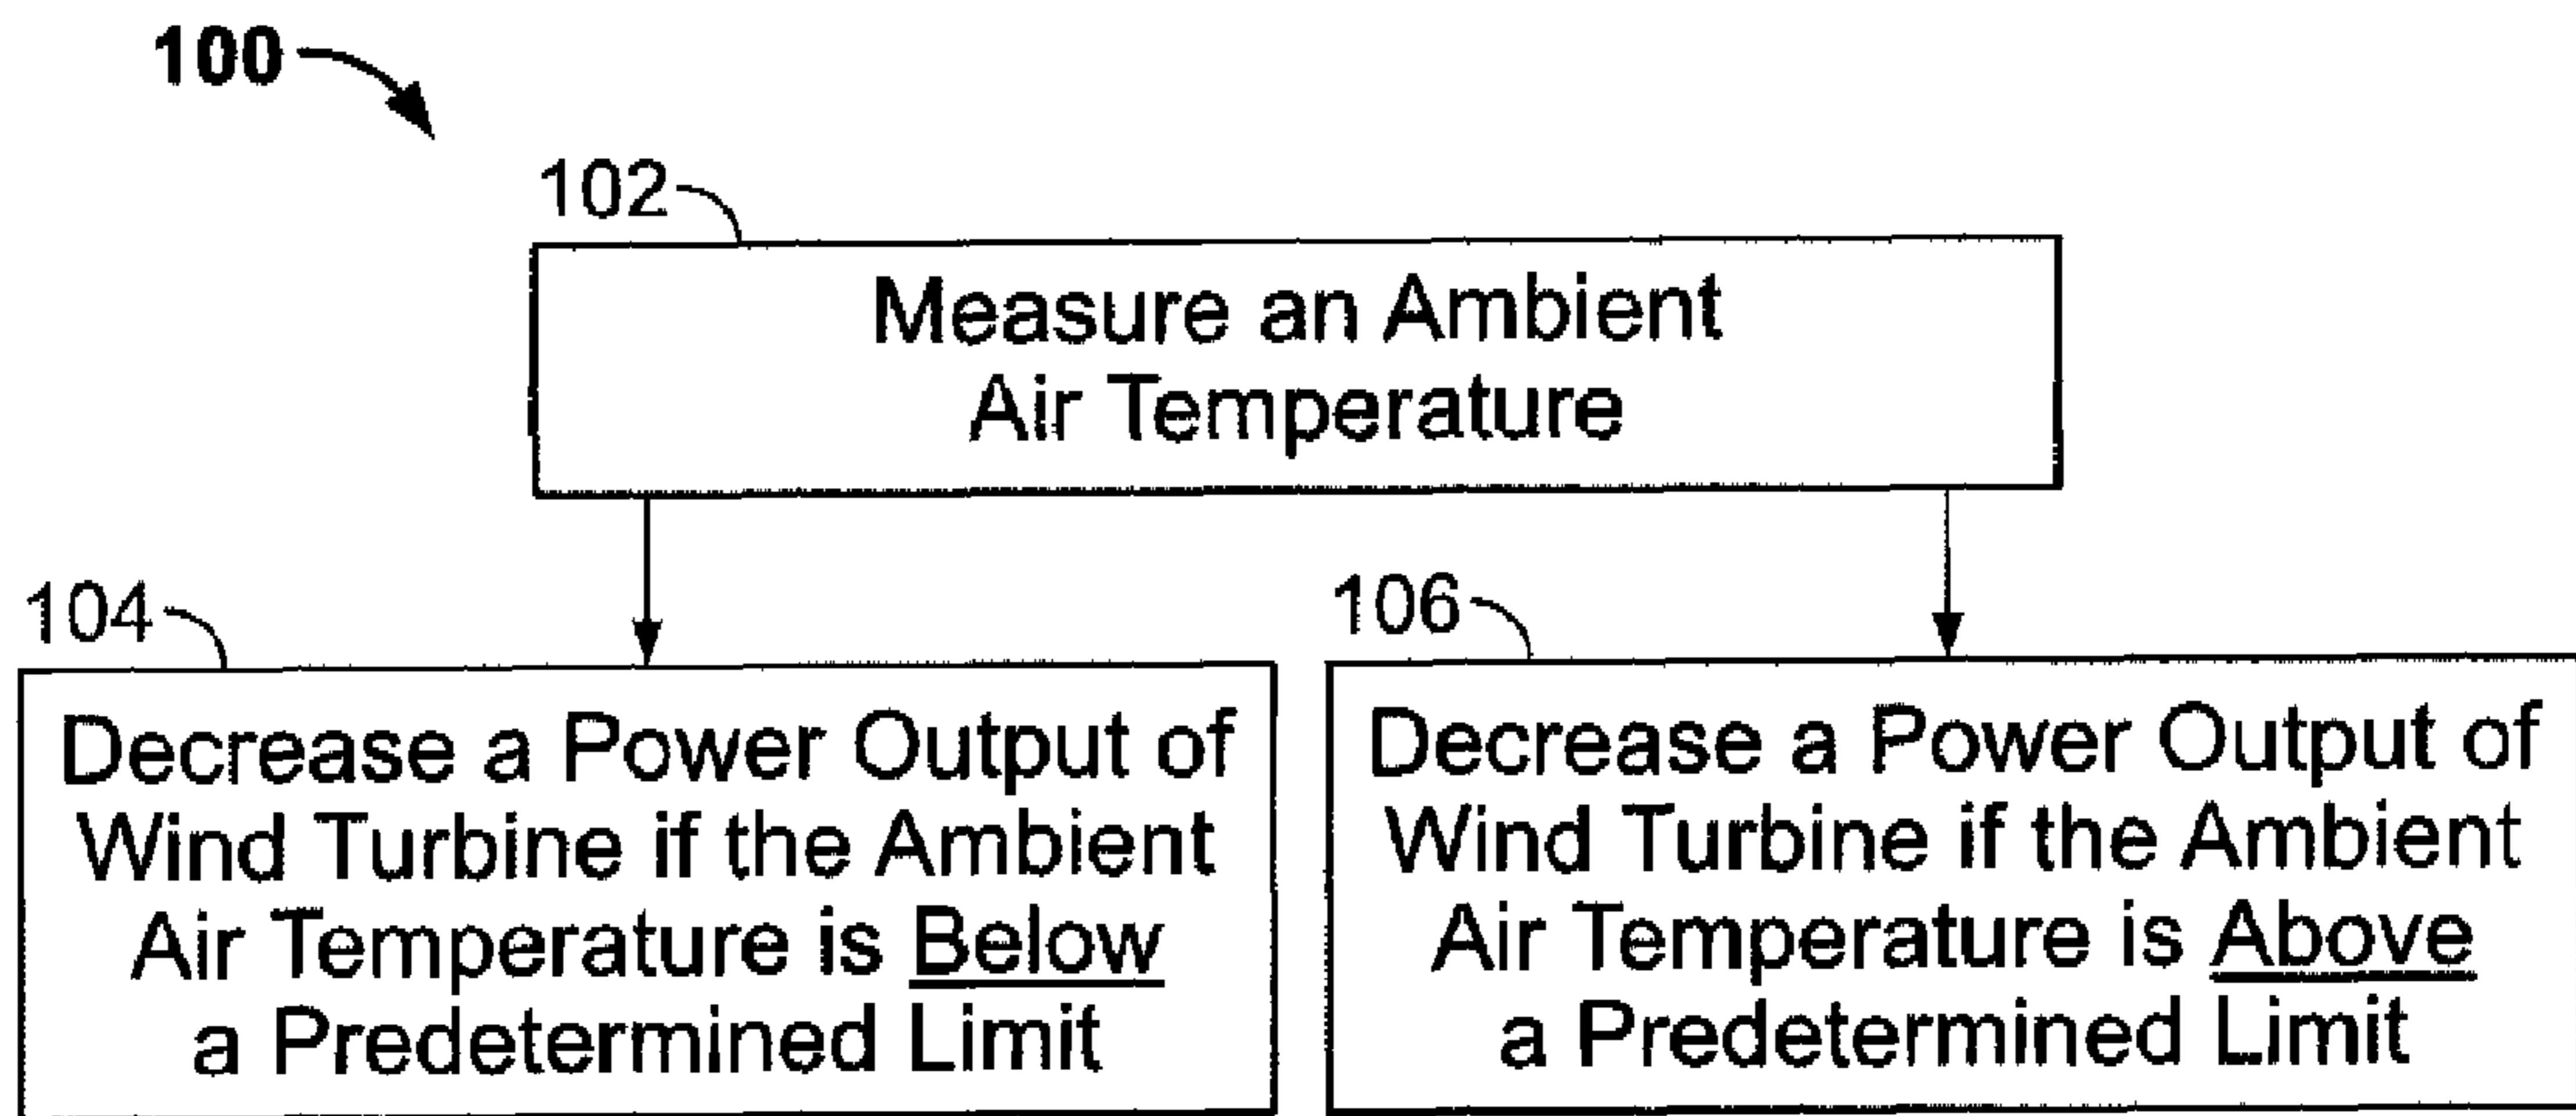 100
102
Measure an Ambient
Air Temperature
104
Decrease a Power Output of
Wind Turbine if the Ambient
Air Temperature is Below
a Predetermined Limit
106
Decrease a Power Output of
Wind Turbine if the Ambient
Air Temperature is Above
a Predetermined Limit